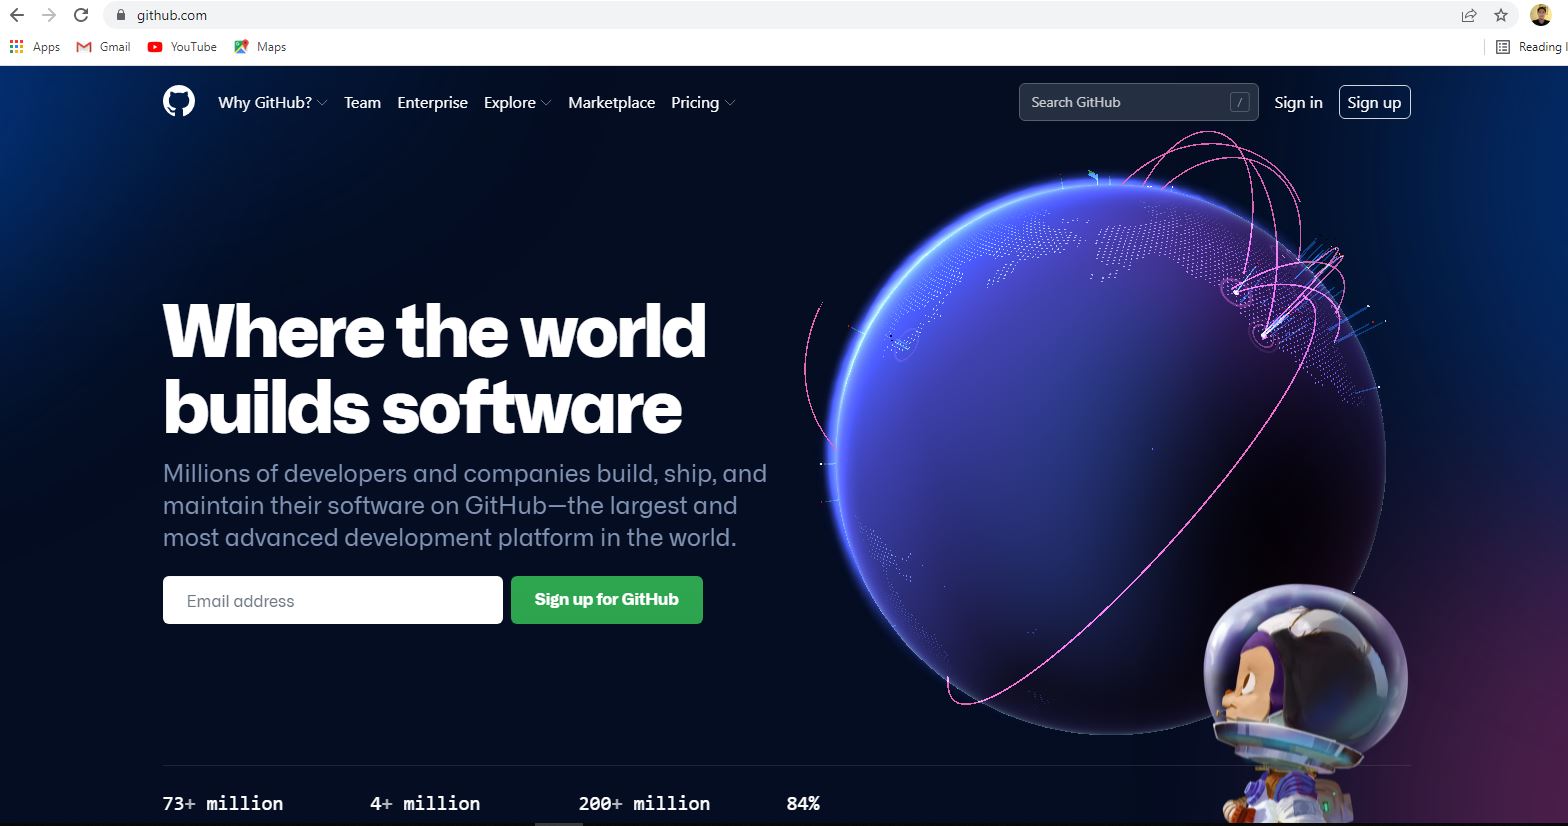 github.com
Apps Gmail YouTube Maps Reading l
Why GitHub? Team Enterprise Explore Marketplace Pricing Search GitHub / Sign in Sign up
Where the world
builds software
Millions of developers and companies build, ship, and
maintain their software on GitHub—the largest and
most advanced development platform in the world.
Email address Sign up for GitHub
73+ million 4+ million 200+ million 84%